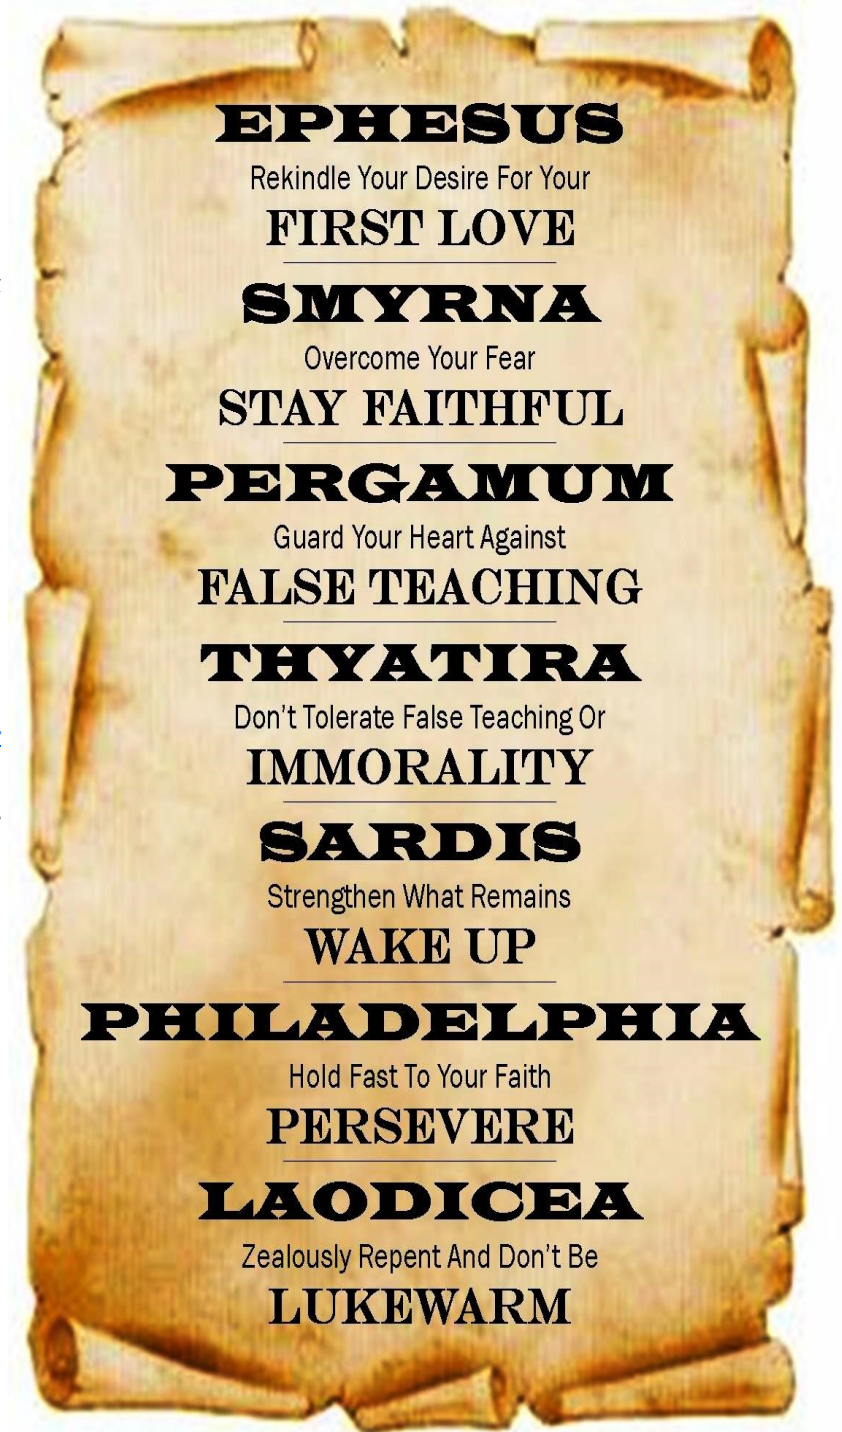 EPHESUS
Rekindle Your Desire For Your
FIRST LOVE
SMYRNA
Overcome Your Fear
STAY FAITHFUL
PERGAMUM
Guard Your Heart Against
FALSE TEACHING
THYATIRA
Don't Tolerate False Teaching Or
IMMORALITY
SARDIS
Strengthen What Remains
WAKE UP
PHILADELPHIA
Hold Fast To Your Faith
PERSEVERE
LAODICEA
Zealously Repent And Don't Be
LUKEWARM